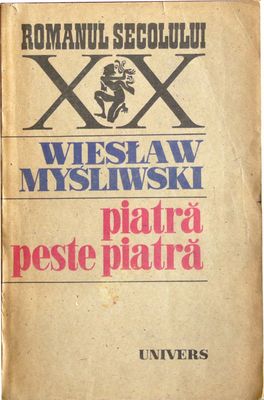 ROMANUL SECOLULUI
XX
WIESŁAW
MYŚLIWSKI
piatră
peste piatră
UNIVERS